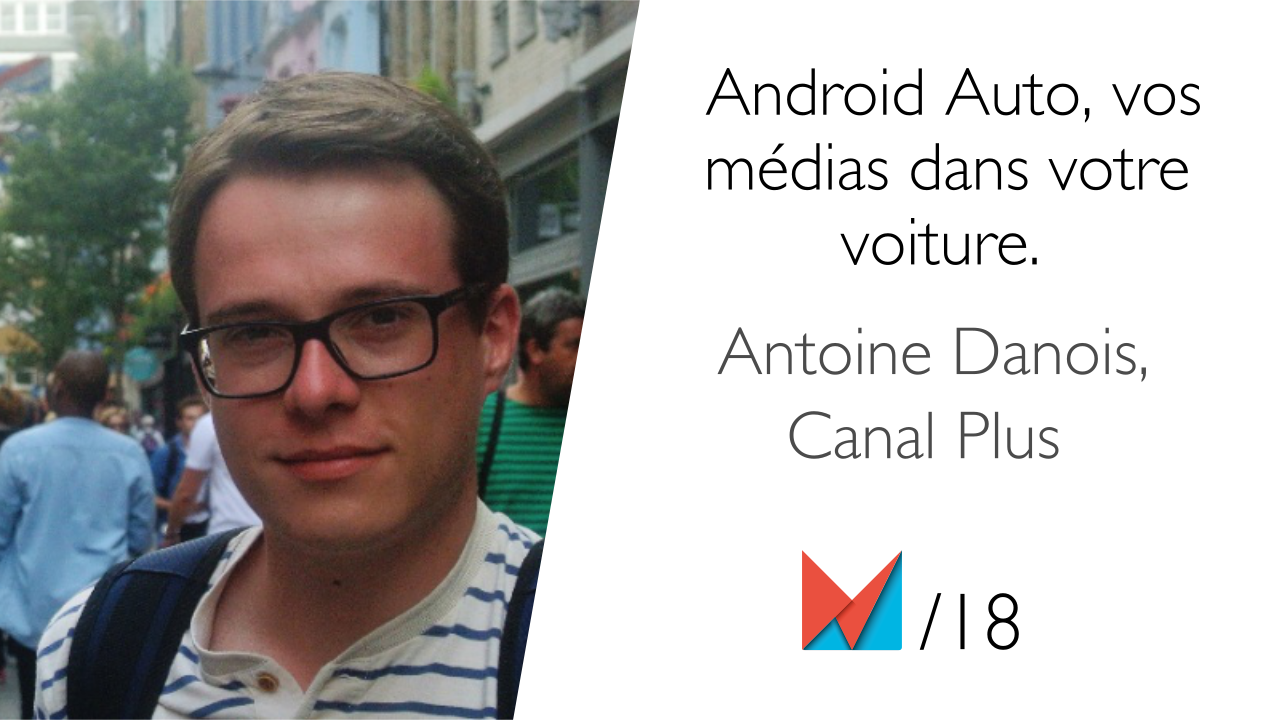 Android Auto, vos
médias dans votre
voiture.
Antoine Danois,
Canal Plus
/18